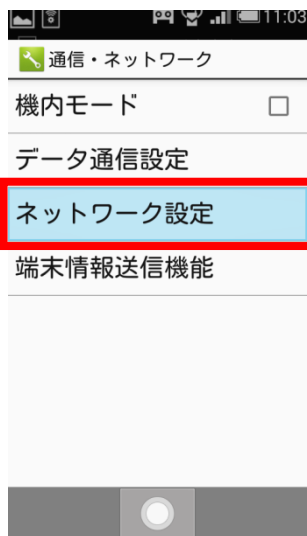 11:03
通信・ネットワーク
機内モード
データ通信設定
ネットワーク設定
端末情報送信機能